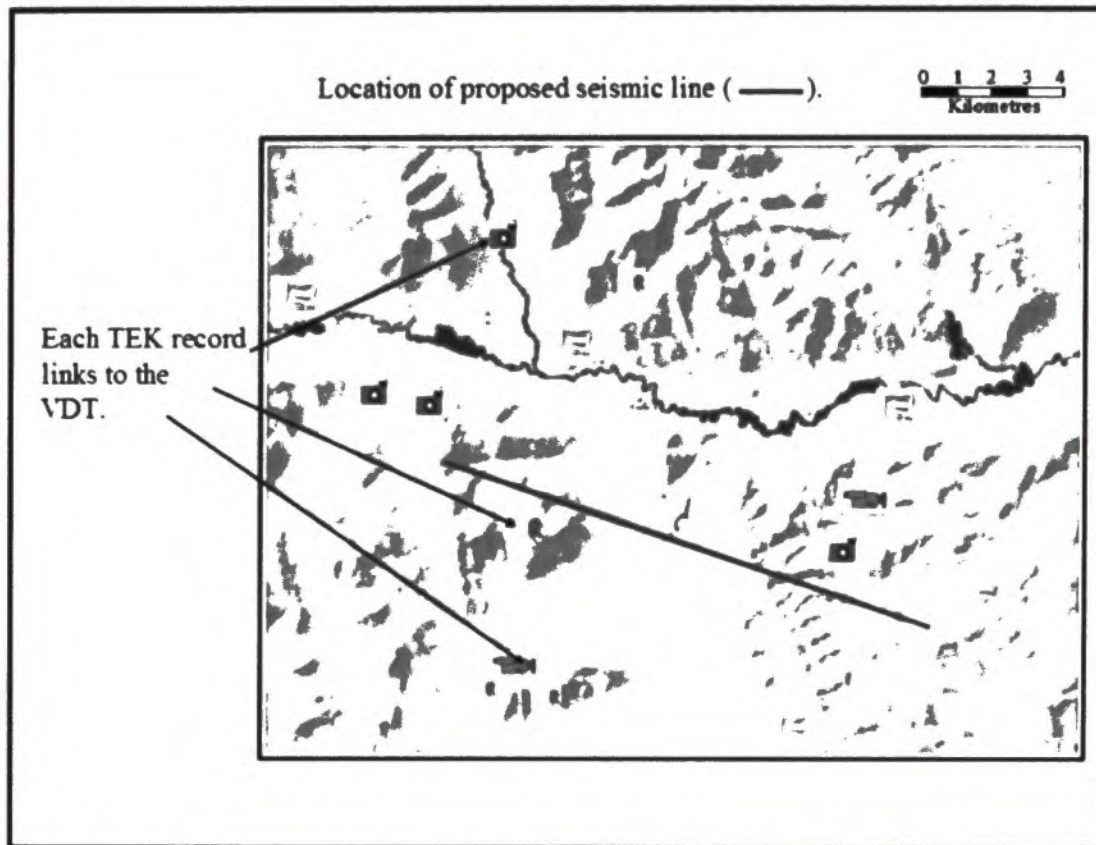 Location of proposed seismic line ( —— ).
0 1 2 3 4
Kilometres
Each TEK record
links to the
VDT.